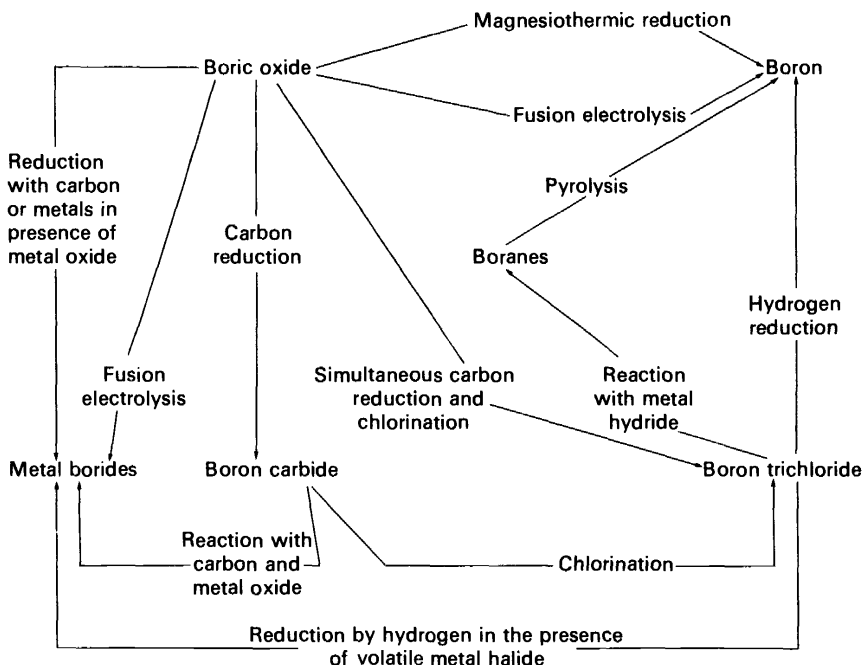 Magnesiothermic reduction
Boric oxide
Boron
Fusion electrolysis
Reduction
with carbon
or metals in
presence of
metal oxide
Pyrolysis
Carbon
reduction
Boranes
Hydrogen
reduction
Fusion
electrolysis
Simultaneous carbon
reduction and
chlorination
Reaction
with metal
hydride
Metal borides
Boron carbide
Boron trichloride
Reaction with
carbon and
metal oxide
Chlorination
Reduction by hydrogen in the presence
of volatile metal halide